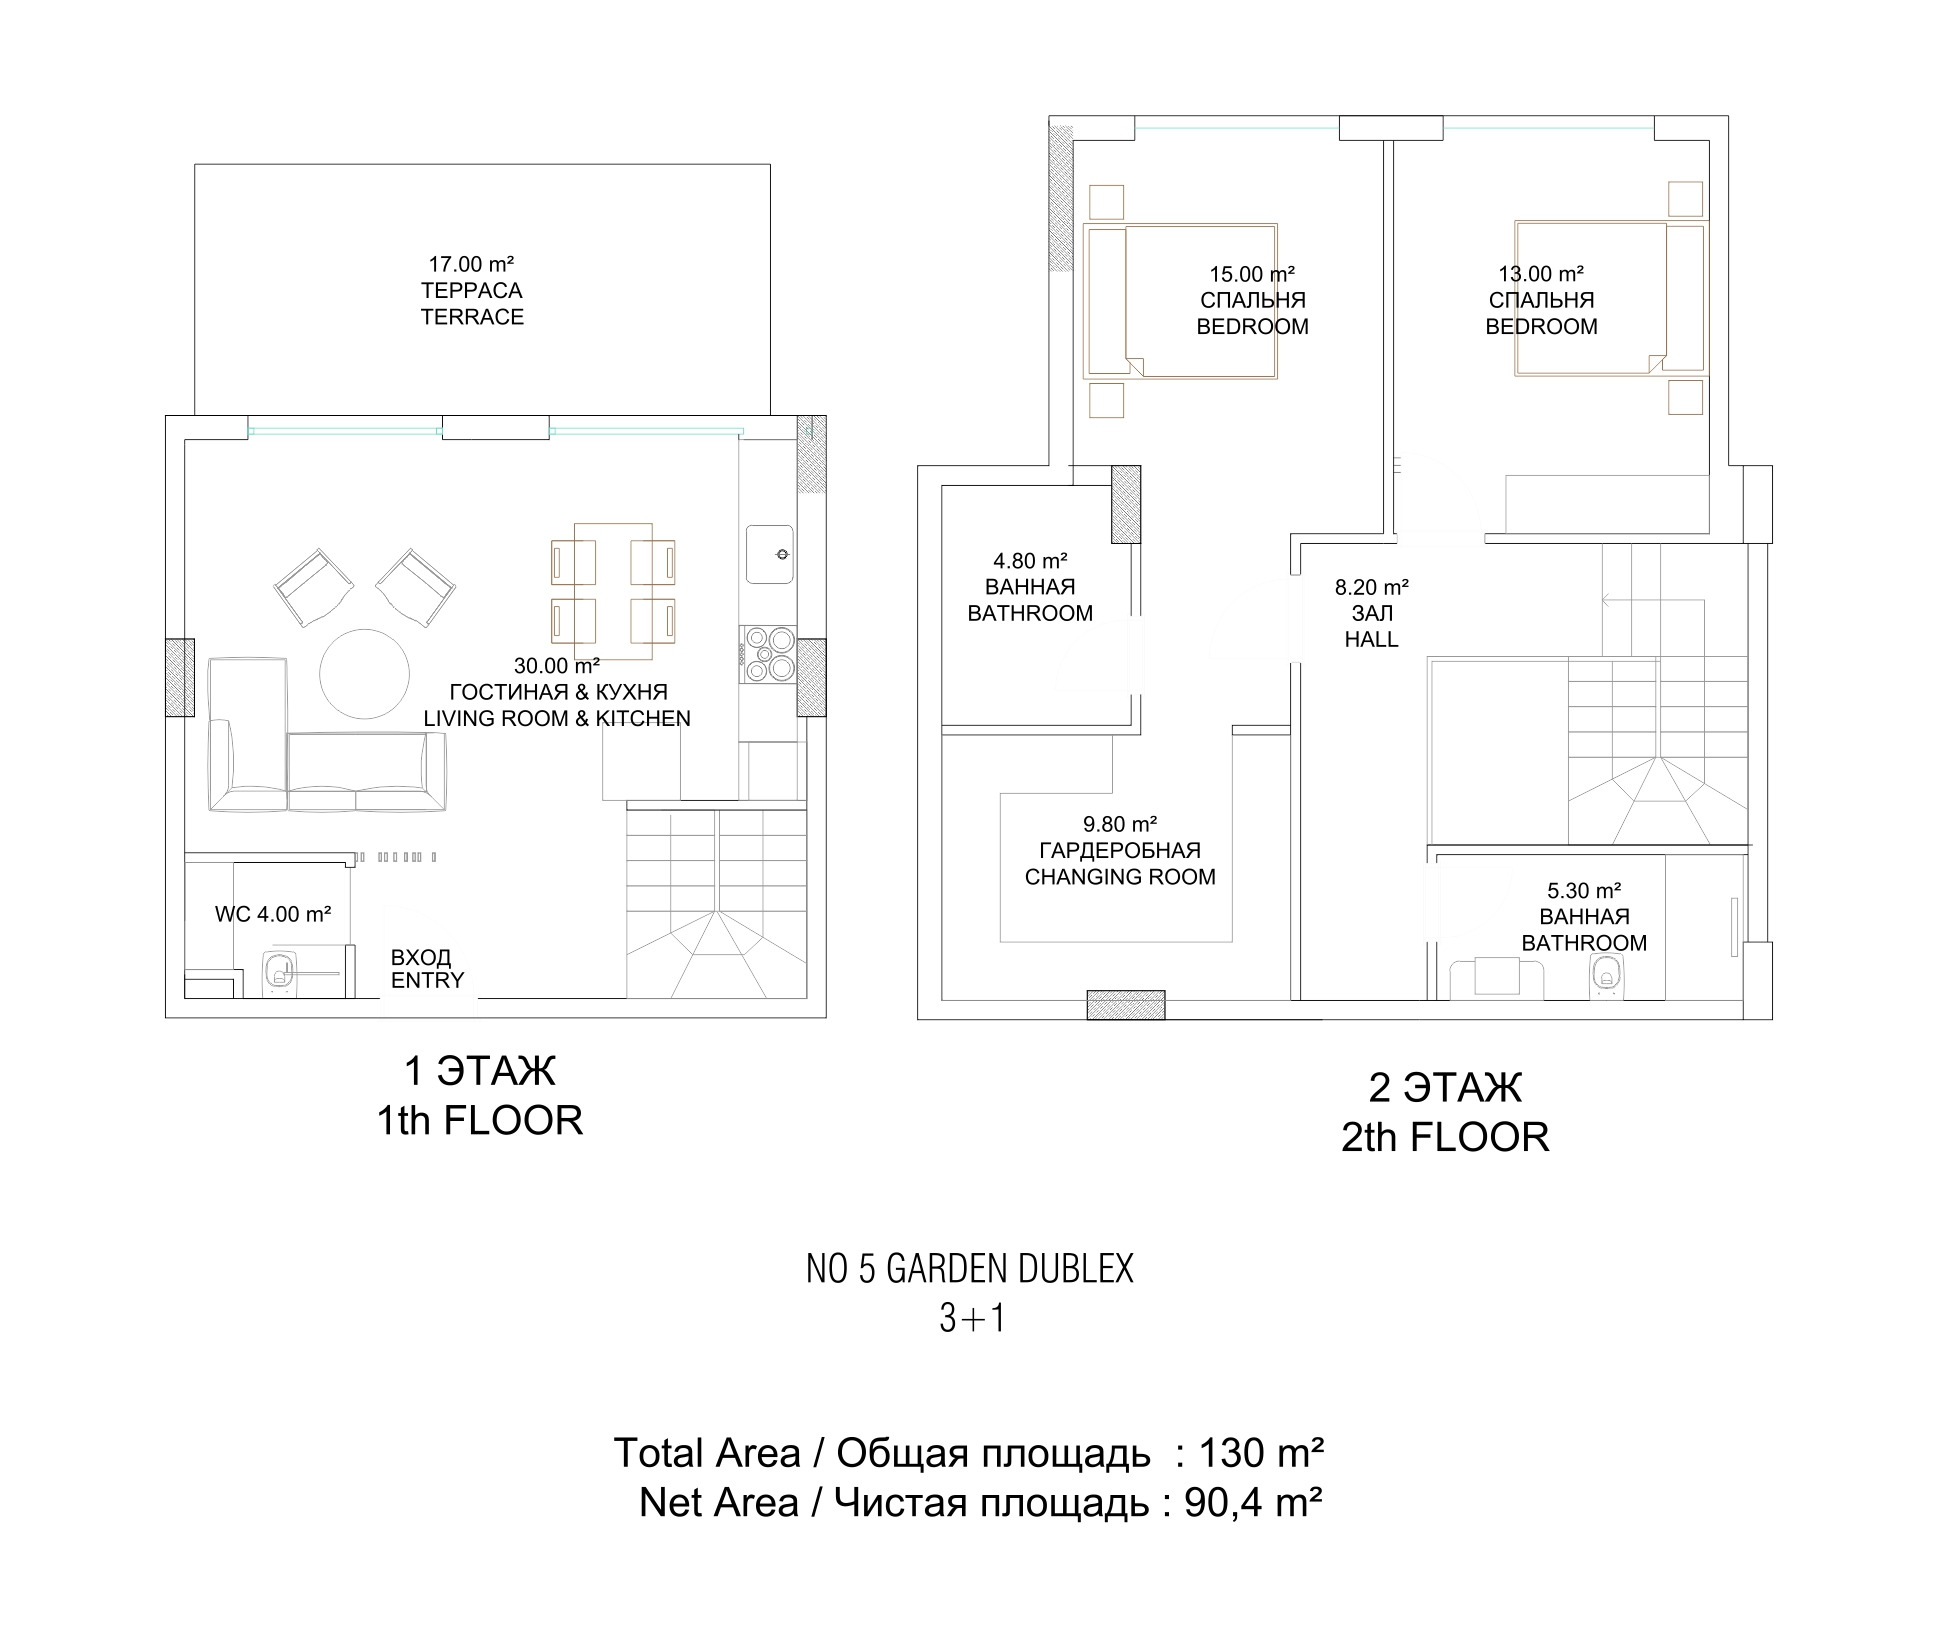 17.00 m²
ТЕРРАСА
TERRACE
30.00 m²
ГОСТИНАЯ & КУХНЯ
LIVING ROOM & KITCHEN
WC 4.00 m²
ВХОД
ENTRY
1 ЭТАЖ
1th FLOOR
15.00 m²
СПАЛЬНЯ
BEDROOM
13.00 m²
СПАЛЬНЯ
BEDROOM
4.80 m²
ВАННАЯ
BATHROOM
8.20 m²
ЗАЛ
HALL
9.80 m²
ГАРДЕРОБНАЯ
CHANGING ROOM
5.30 m²
ВАННАЯ
BATHROOM
2 ЭТАЖ
2th FLOOR
NO 5 GARDEN DUBLEX
3+1
Total Area / Общая площадь : 130 m²
Net Area / Чистая площадь : 90,4 m²